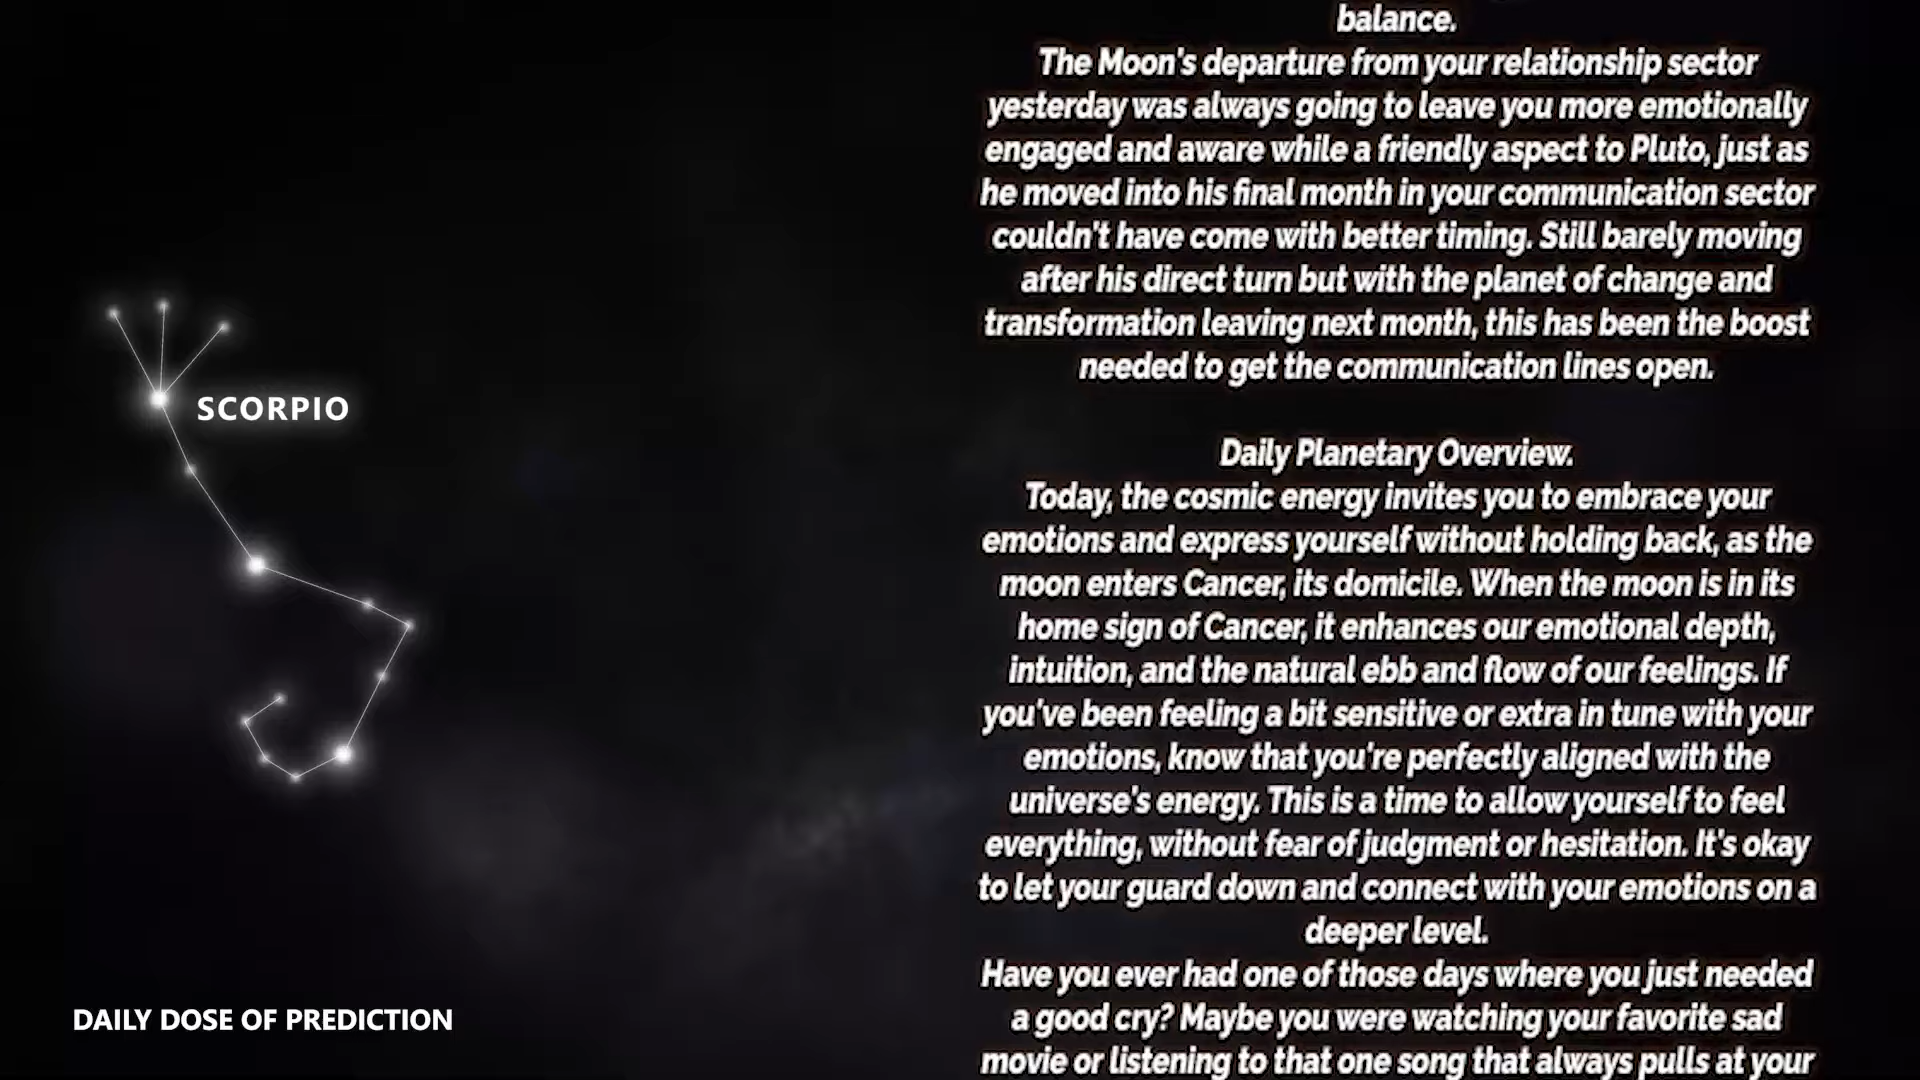 SCORPIO
DAILY DOSE OF PREDICTION
balance.
The Moon's departure from your relationship sector
yesterday was always going to leave you more emotionally
engaged and aware while a friendly aspect to Pluto, just as
he moved into his final month in your communication sector
couldn't have come with better timing. Still barely moving
after his direct turn but with the planet of change and
transformation leaving next month, this has been the boost
needed to get the communication lines open.
Daily Planetary Overview.
Today, the cosmic energy invites you to embrace your
emotions and express yourself without holding back, as the
moon enters Cancer, its domicile. When the moon is in its
home sign of Cancer, it enhances our emotional depth,
intuition, and the natural ebb and flow of our feelings. If
you've been feeling a bit sensitive or extra in tune with your
emotions, know that you're perfectly aligned with the
universe's energy. This is a time to allow yourself to feel
everything, without fear of judgment or hesitation. It's okay
to let your guard down and connect with your emotions on a
deeper level.
Have you ever had one of those days where you just needed
a good cry? Maybe you were watching your favorite sad
movie or listening to that one song that always pulls at your